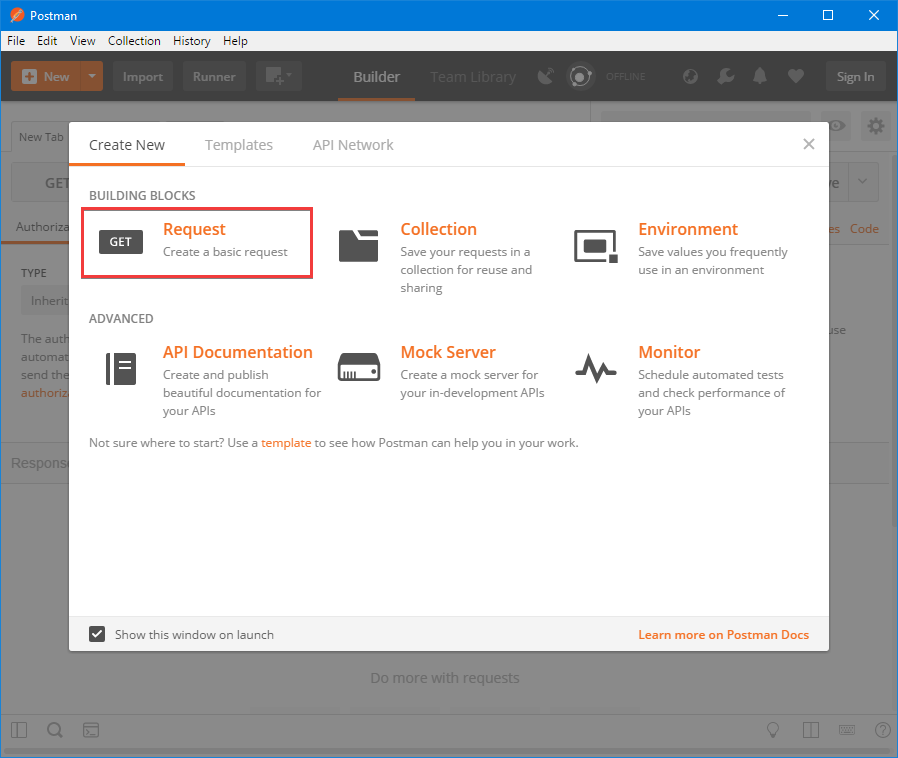 Postman
File Edit View Collection History Help
New Import Runner Builder Team Library OFFLINE Sign In
New Tab
Create New Templates API Network
GET
BUILDING BLOCKS
GET
Request
Create a basic request
Collection
Save your requests in a
collection for reuse and
sharing
Environment
Save values you frequently
use in an environment
Code
TYPE
Inherit
The auth
automat
send the
authoriza
use
ADVANCED
API Documentation
Create and publish
beautiful documentation for
your APIs
Mock Server
Create a mock server for
your in-development APIs
Monitor
Schedule automated tests
and check performance of
your APIs
Not sure where to start? Use a template to see how Postman can help you in your work.
Show this window on launch
Learn more on Postman Docs
Do more with requests